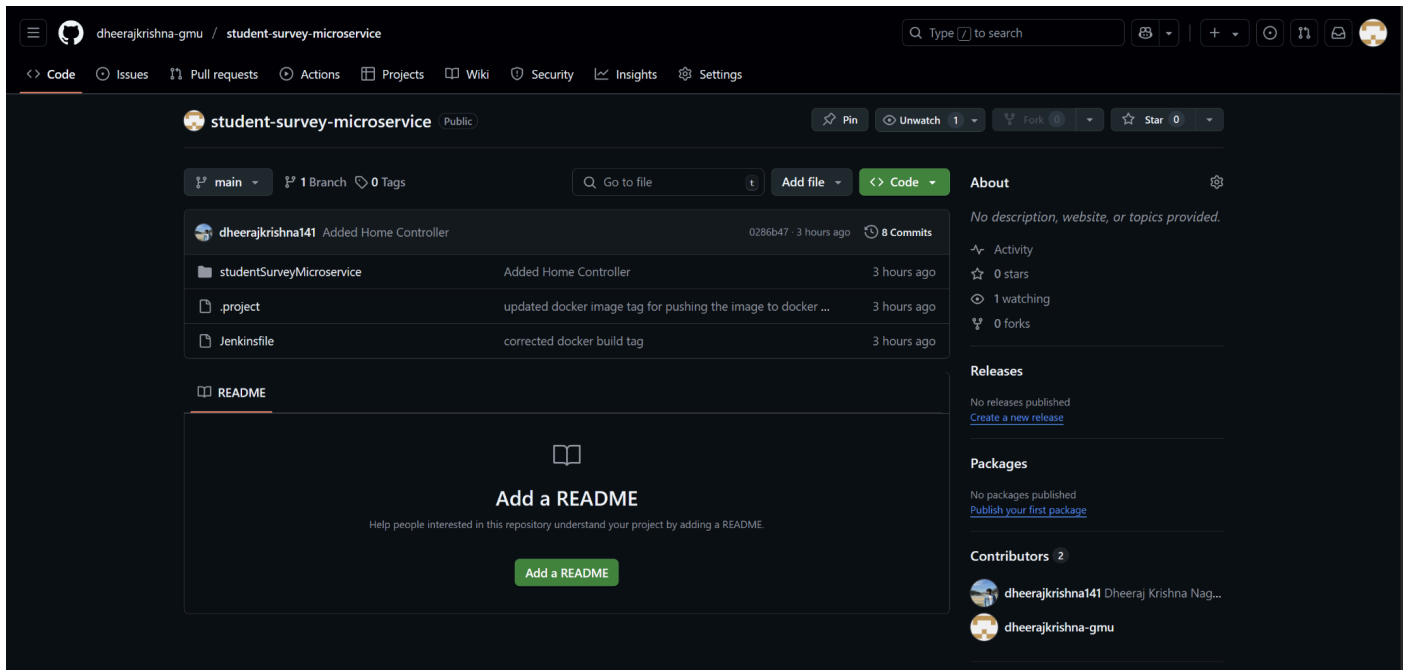 dheerajkrishna-gmu / student-survey-microservice
Type / to search
Code Issues Pull requests Actions Projects Wiki Security Insights Settings
student-survey-microservice Public
Pin Unwatch 1 Fork 0 Star 0
main 1 Branch 0 Tags Go to file t Add file Code
dheerajkrishna141 Added Home Controller 0286b47 · 3 hours ago 8 Commits
studentSurveyMicroservice Added Home Controller 3 hours ago
.project updated docker image tag for pushing the image to docker ... 3 hours ago
Jenkinsfile corrected docker build tag 3 hours ago
README
Add a README
Help people interested in this repository understand your project by adding a README.
Add a README
About
No description, website, or topics provided.
Activity
0 stars
1 watching
0 forks
Releases
No releases published
Create a new release
Packages
No packages published
Publish your first package
Contributors 2
dheerajkrishna141 Dheeraj Krishna Nag...
dheerajkrishna-gmu